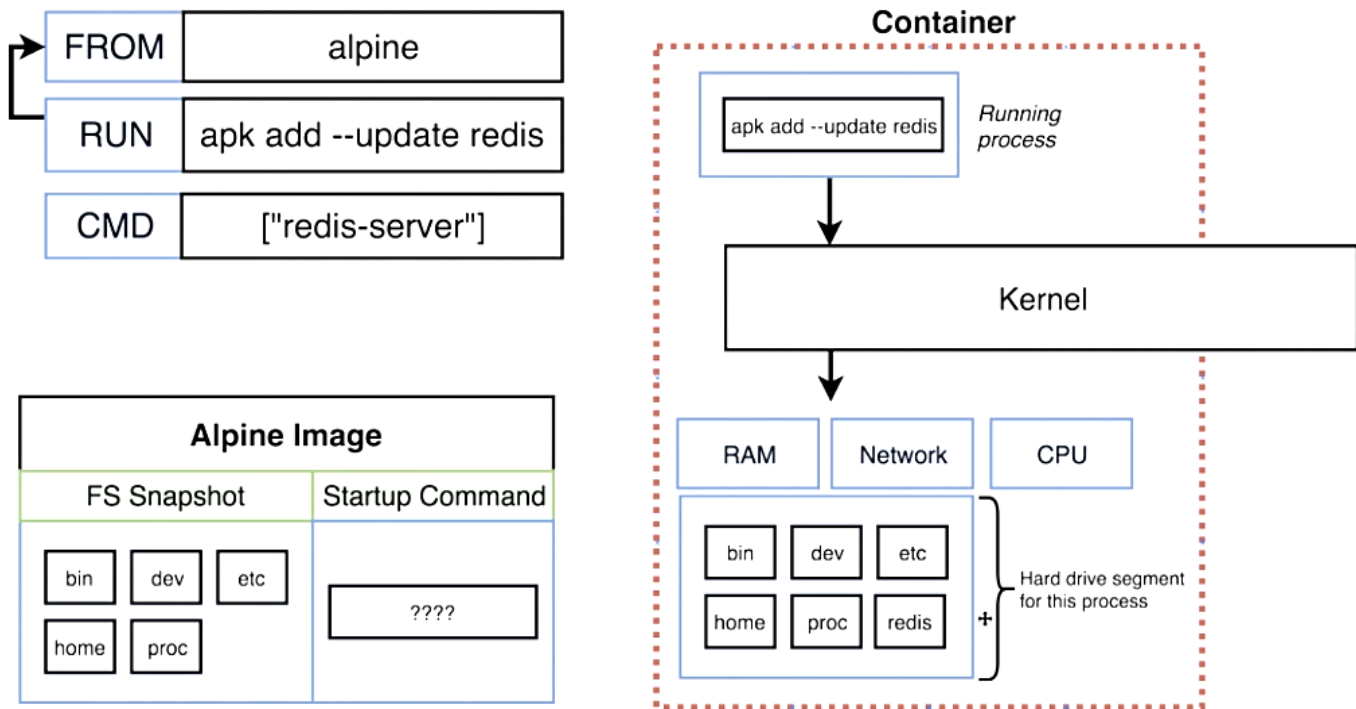 FROM alpine
RUN apk add --update redis
CMD ["redis-server"]
Alpine Image
FS Snapshot Startup Command
bin dev etc
home proc
????
Container
apk add --update redis
Running
process
Kernel
RAM Network CPU
bin dev etc
home proc redis
Hard drive segment
for this process